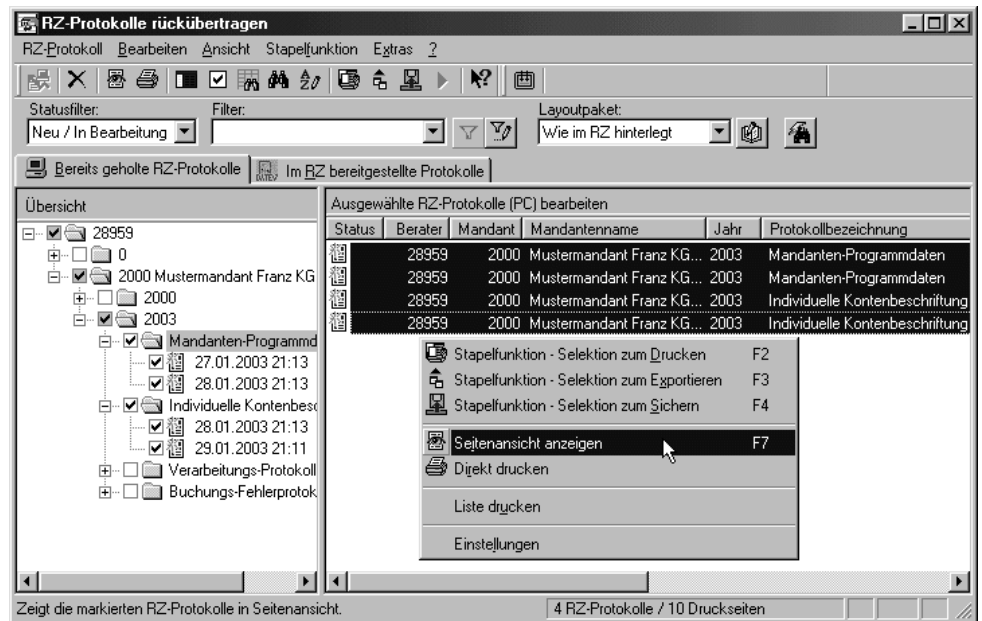 RZ-Protokolle rückübertragen
RZ-Protokoll Bearbeiten Ansicht Stapelfunktion Extras ?
Statusfilter: Filter: Layoutpaket:
Neu / In Bearbeitung Wie im RZ hinterlegt
Bereits geholte RZ-Protokolle Im RZ bereitgestellte Protokolle
Übersicht
28959
0
2000 Mustermandant Franz KG
2000
2003
Mandanten-Programmd
27.01.2003 21:13
28.01.2003 21:13
Individuelle Kontenbesc
28.01.2003 21:13
29.01.2003 21:11
Verarbeitungs-Protokoll
Buchungs-Fehlerprotok
Ausgewählte RZ-Protokolle (PC) bearbeiten
Status Berater Mandant Mandantenname Jahr Protokollbezeichnung
28959 2000 Mustermandant Franz KG... 2003 Mandanten-Programmdaten
28959 2000 Mustermandant Franz KG... 2003 Mandanten-Programmdaten
28959 2000 Mustermandant Franz KG... 2003 Individuelle Kontenbeschriftung
28959 2000 Mustermandant Franz KG... 2003 Individuelle Kontenbeschriftung
Stapelfunktion - Selektion zum Drucken F2
Stapelfunktion - Selektion zum Exportieren F3
Stapelfunktion - Selektion zum Sichern F4
Seitenansicht anzeigen F7
Direkt drucken
Liste drucken
Einstellungen
Zeigt die markierten RZ-Protokolle in Seitenansicht. 4 RZ-Protokolle / 10 Druckseiten